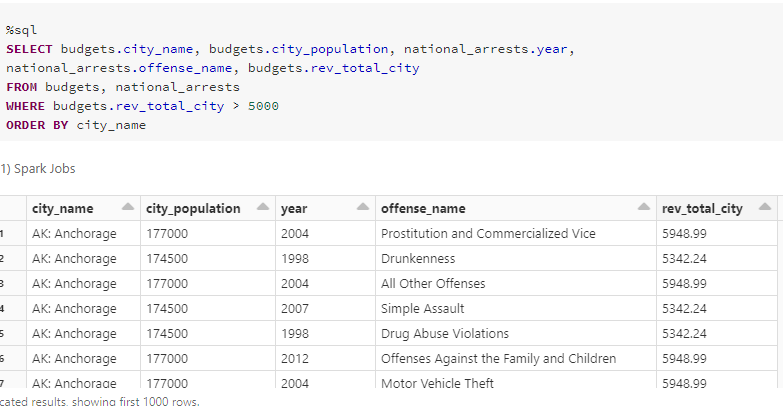 %sql
SELECT budgets.city_name, budgets.city_population, national_arrests.year,
national_arrests.offense_name, budgets.rev_total_city
FROM budgets, national_arrests
WHERE budgets.rev_total_city > 5000
ORDER BY city_name
1) Spark Jobs
city_name city_population year offense_name rev_total_city
1 AK: Anchorage 177000 2004 Prostitution and Commercialized Vice 5948.99
2 AK: Anchorage 174500 1998 Drunkenness 5342.24
3 AK: Anchorage 177000 2004 All Other Offenses 5948.99
4 AK: Anchorage 174500 2007 Simple Assault 5342.24
5 AK: Anchorage 174500 1998 Drug Abuse Violations 5342.24
6 AK: Anchorage 177000 2012 Offenses Against the Family and Children 5948.99
7 AK: Anchorage 177000 2004 Motor Vehicle Theft 5948.99
cated results, showing first 1000 rows.